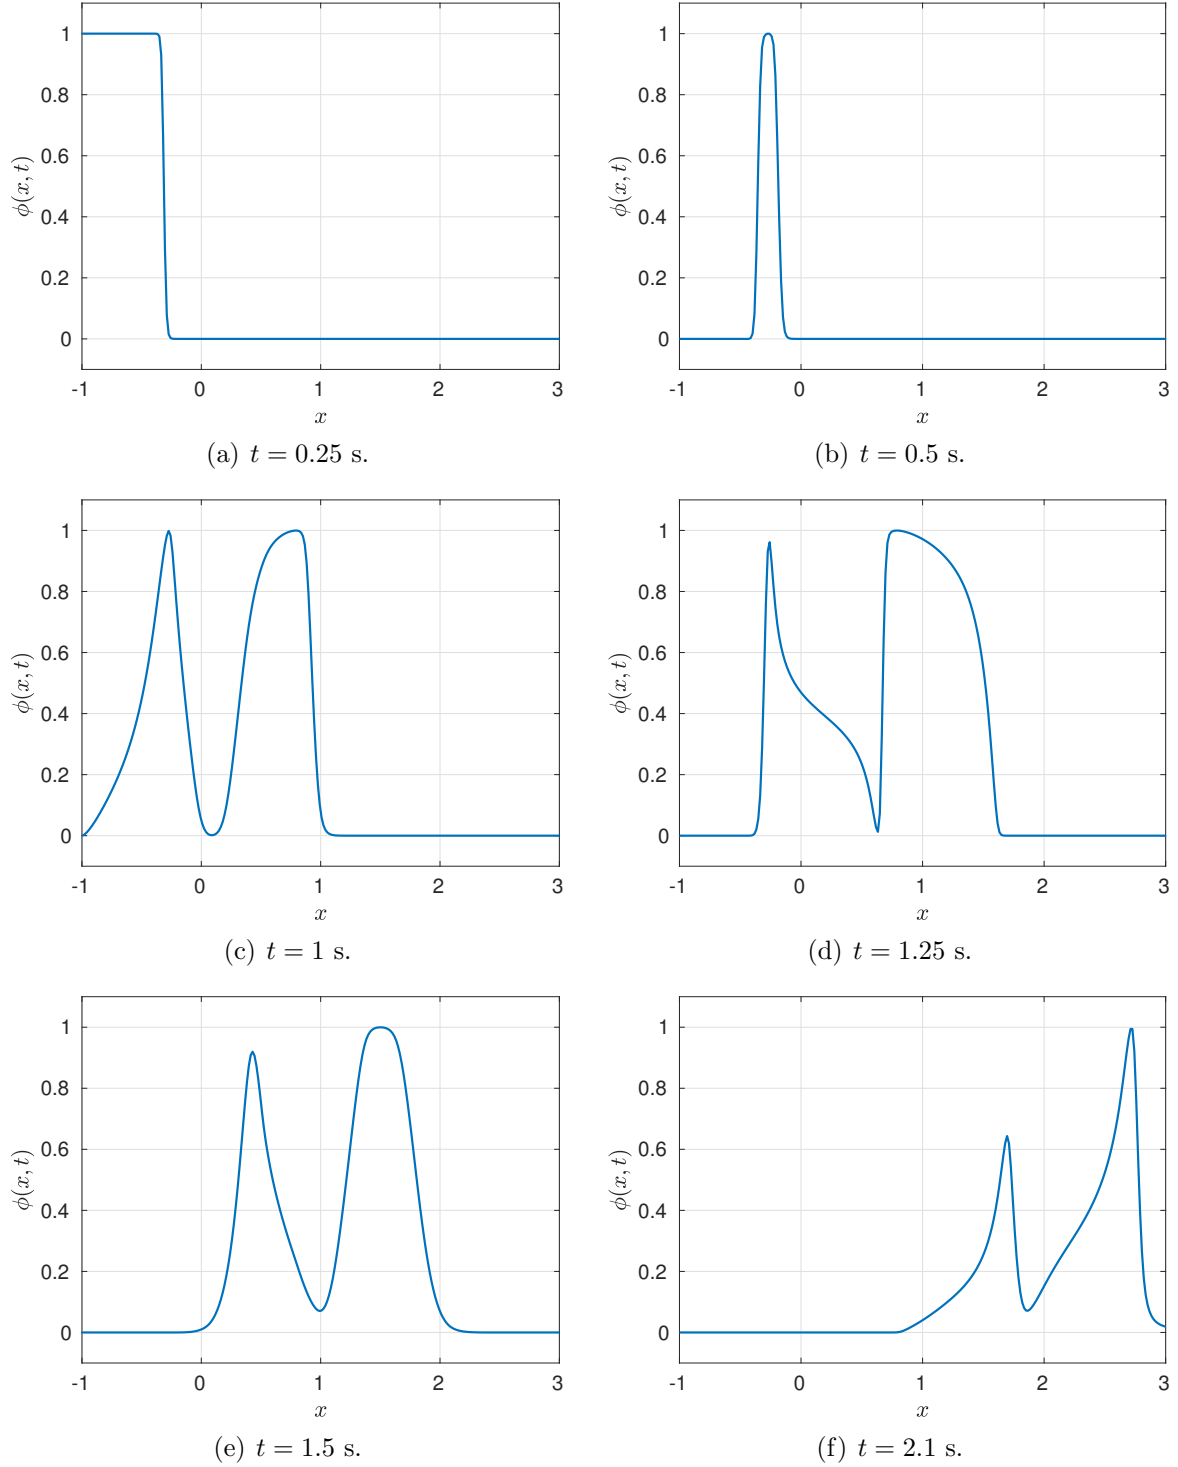 1
0.8
0.6
0.4
0.2
0
ϕ(x, t)
-1 0 1 2 3
x
(a) t = 0.25 s.
1
0.8
0.6
0.4
0.2
0
ϕ(x, t)
-1 0 1 2 3
x
(b) t = 0.5 s.
1
0.8
0.6
0.4
0.2
0
ϕ(x, t)
-1 0 1 2 3
x
(c) t = 1 s.
1
0.8
0.6
0.4
0.2
0
ϕ(x, t)
-1 0 1 2 3
x
(d) t = 1.25 s.
1
0.8
0.6
0.4
0.2
0
ϕ(x, t)
-1 0 1 2 3
x
(e) t = 1.5 s.
1
0.8
0.6
0.4
0.2
0
ϕ(x, t)
-1 0 1 2 3
x
(f) t = 2.1 s.